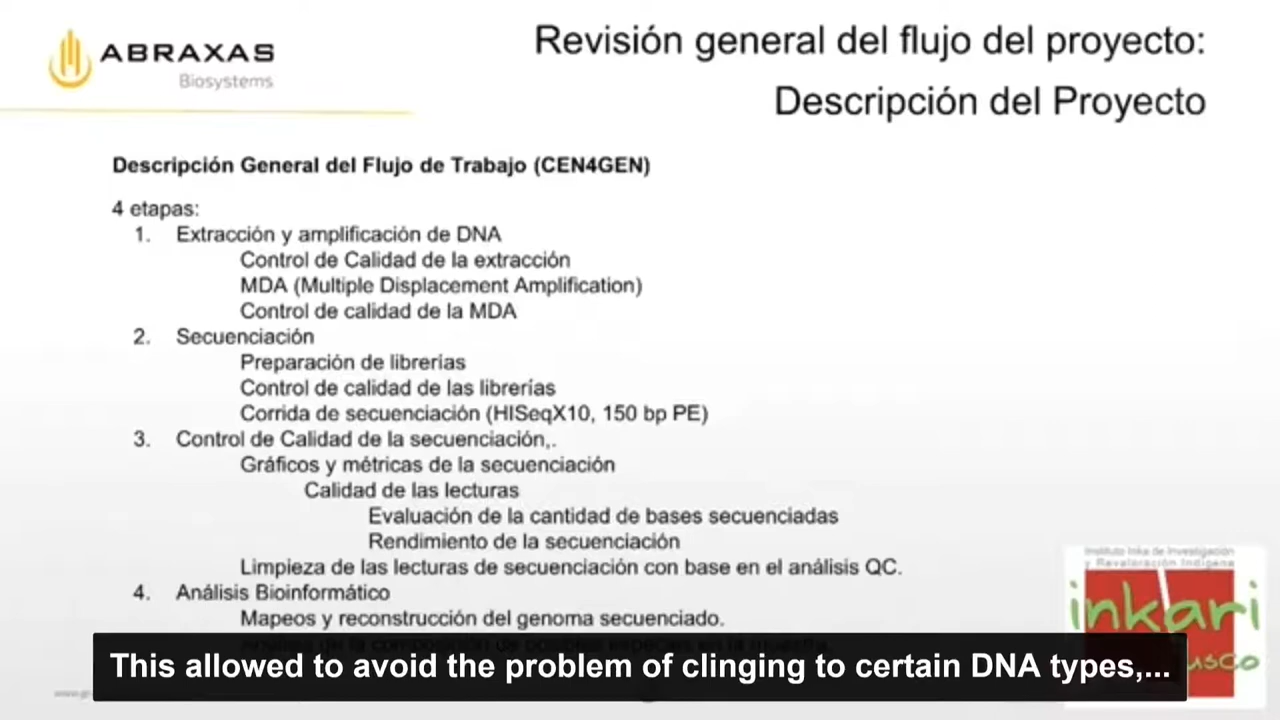 ABRAXAS
Biosystems
Revisión general del flujo del proyecto:
Descripción del Proyecto
Descripción General del Flujo de Trabajo (CEN4GEN)
4 etapas:
1. Extracción y amplificación de DNA
Control de Calidad de la extracción
MDA (Multiple Displacement Amplification)
Control de calidad de la MDA
2. Secuenciación
Preparación de librerías
Control de calidad de las librerías
Corrida de secuenciación (HISeqX10, 150 bp PE)
3. Control de Calidad de la secuenciación,.
Gráficos y métricas de la secuenciación
Calidad de las lecturas
Evaluación de la cantidad de bases secuenciadas
Rendimiento de la secuenciación
Limpieza de las lecturas de secuenciación con base en el análisis QC.
4. Análisis Bioinformático
Mapeos y reconstrucción del genoma secuenciado.
Instituto Inka de Investigación
y Revaloración Indígena
inkari
This allowed to avoid the problem of clinging to certain DNA types,...